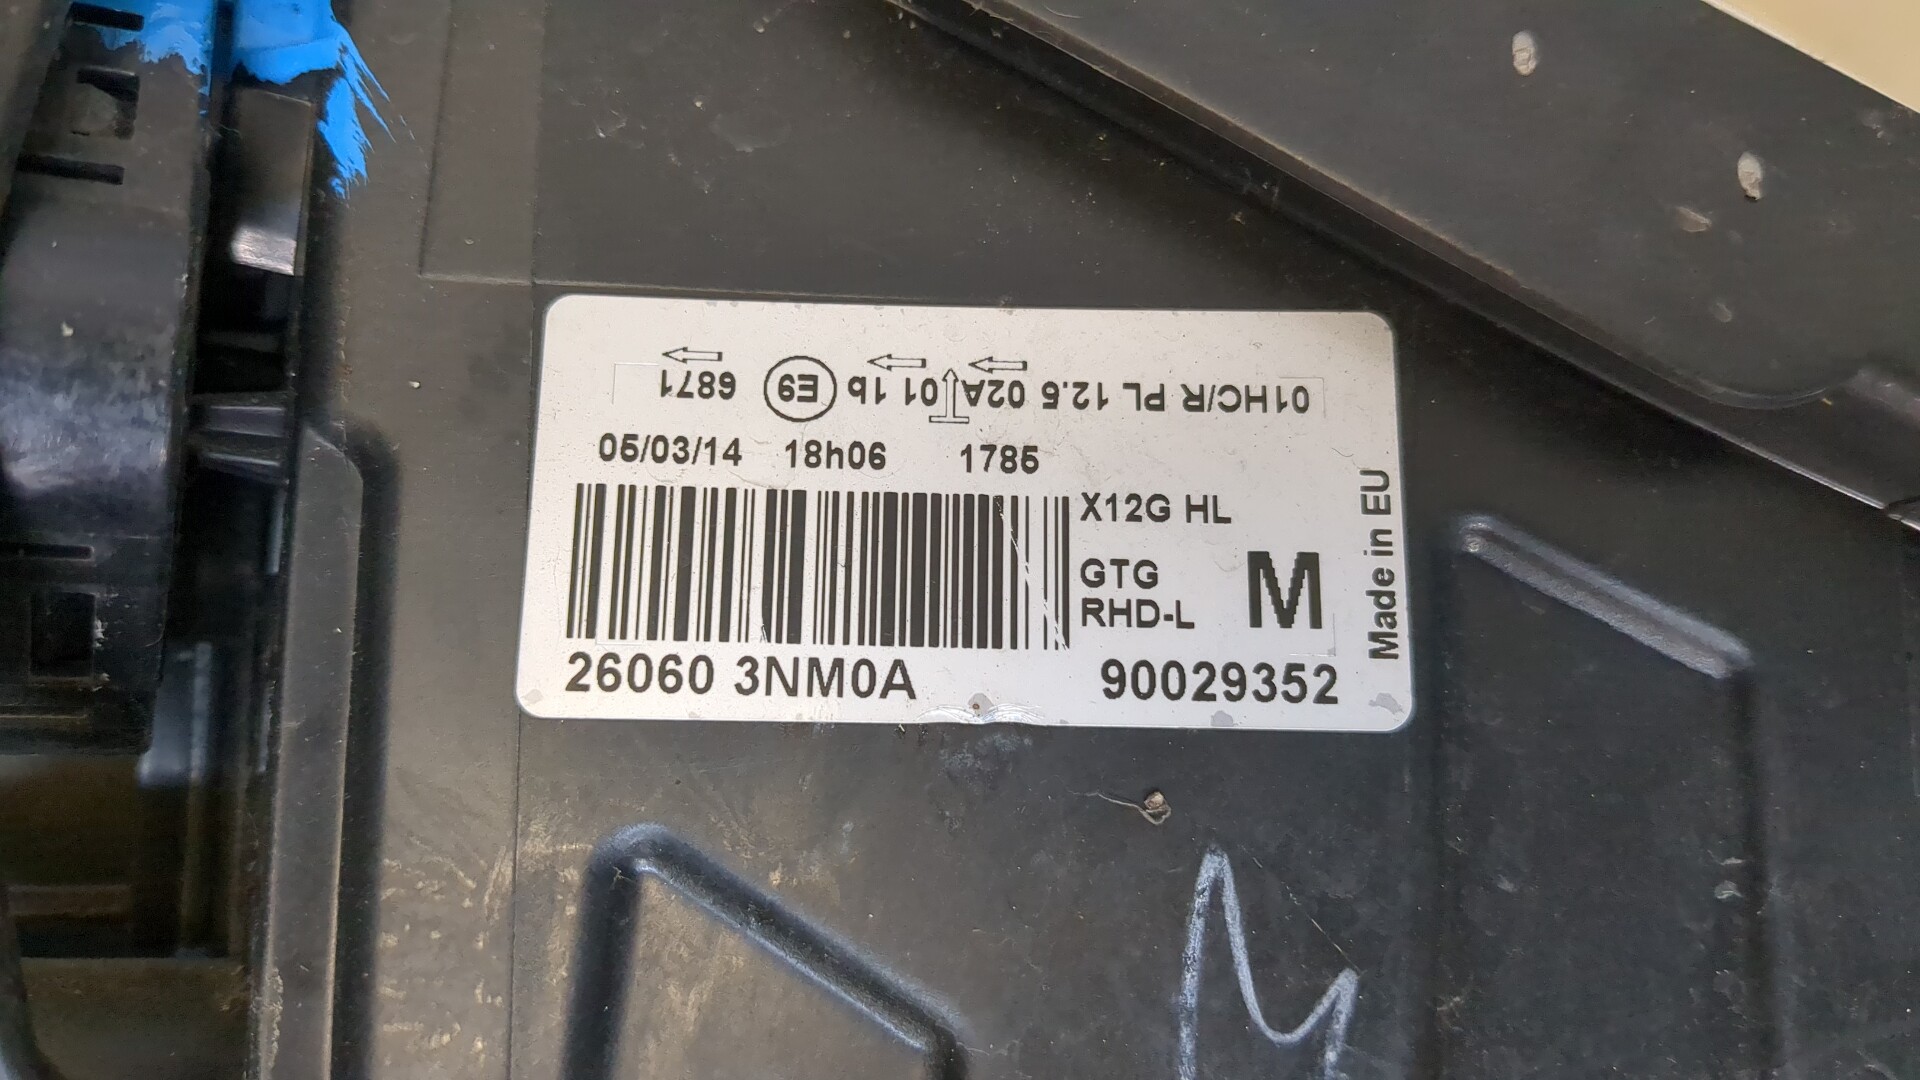 01HC/R PL 12.5 02A 01 1b E9 6871
05/03/14 18h06 1785
X12G HL
GTG
RHD-L
M
Made in EU
26060 3NM0A 90029352
M